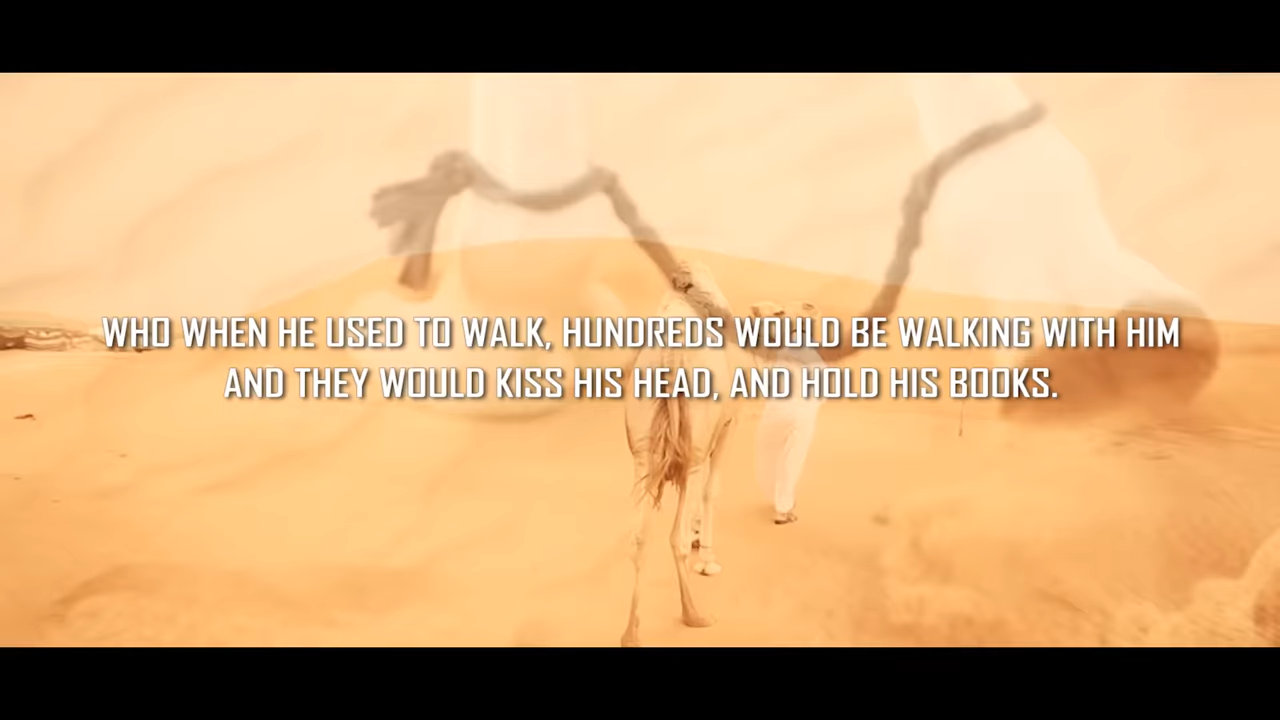 WHO WHEN HE USED TO WALK, HUNDREDS WOULD BE WALKING WITH HIM
AND THEY WOULD KISS HIS HEAD, AND HOLD HIS BOOKS.